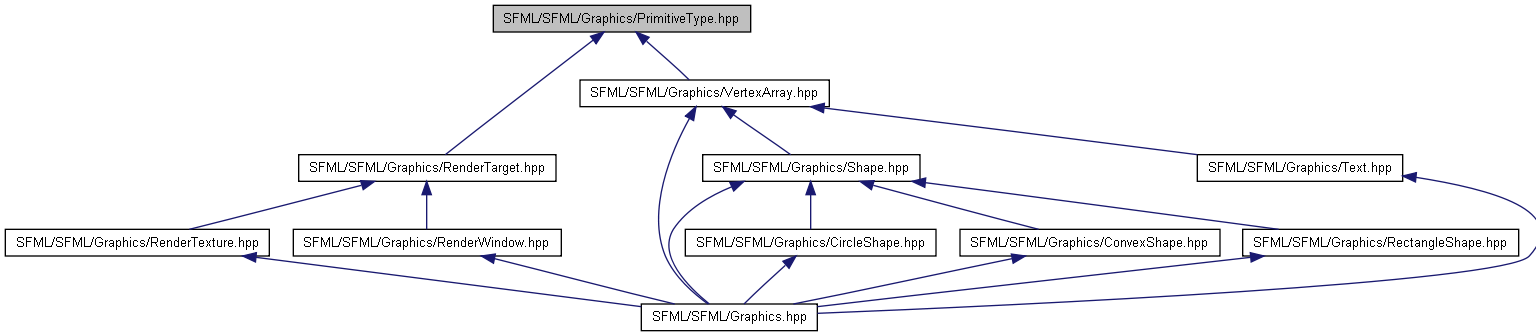 SFML/SFML/Graphics/PrimitiveType.hpp
SFML/SFML/Graphics/VertexArray.hpp
SFML/SFML/Graphics/RenderTarget.hpp
SFML/SFML/Graphics/Shape.hpp
SFML/SFML/Graphics/Text.hpp
SFML/SFML/Graphics/RenderTexture.hpp
SFML/SFML/Graphics/RenderWindow.hpp
SFML/SFML/Graphics/CircleShape.hpp
SFML/SFML/Graphics/ConvexShape.hpp
SFML/SFML/Graphics/RectangleShape.hpp
SFML/SFML/Graphics.hpp